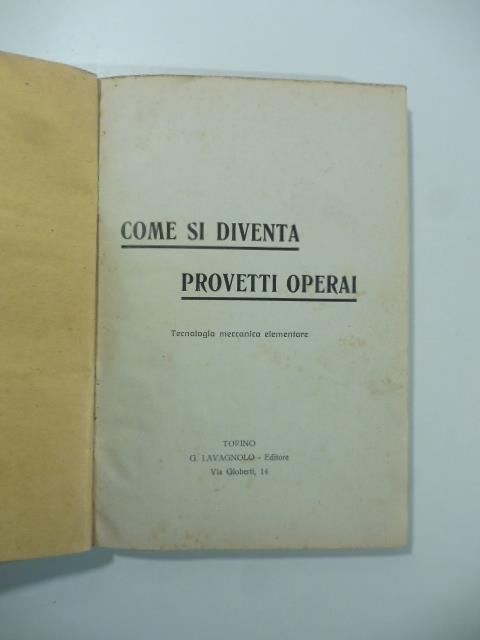 COME SI DIVENTA
PROVETTI OPERAI
Tecnologia meccanica elementare
TORINO
G. LAVAGNOLO - Editore
Via Gioberti, 14